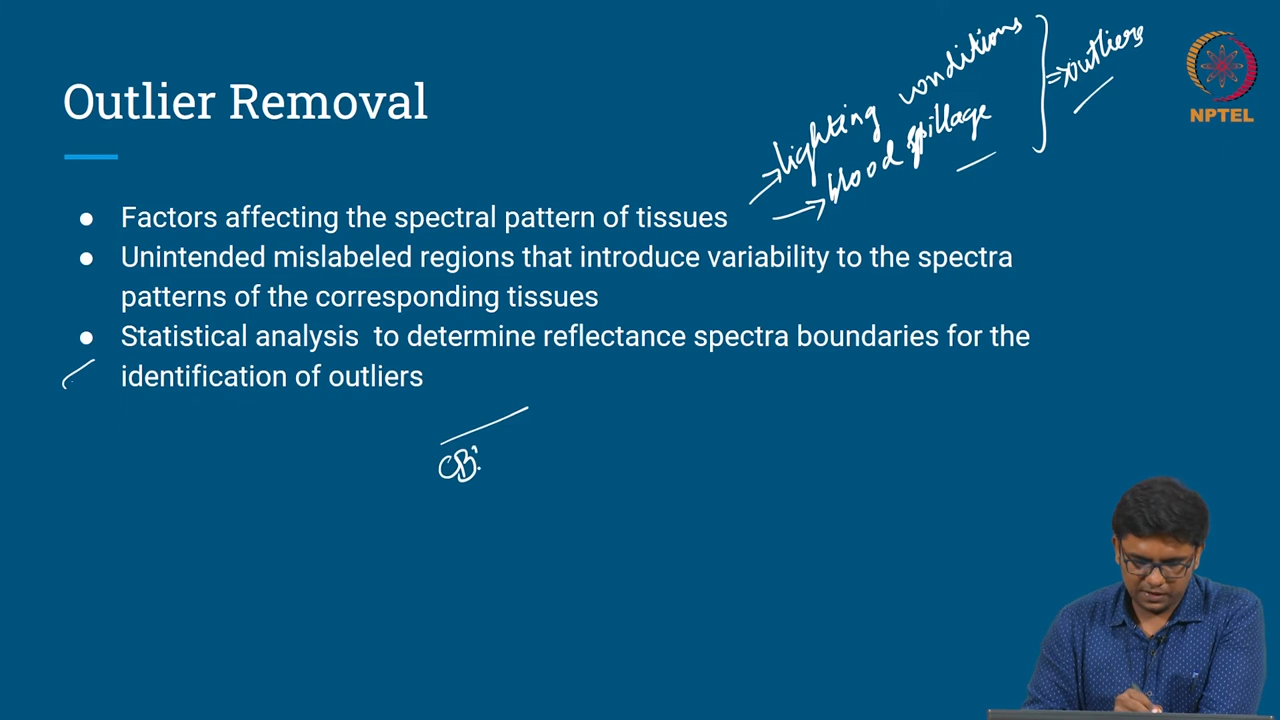 Outlier Removal
lighting conditions
blood spillage
=> outliers
NPTEL
● Factors affecting the spectral pattern of tissues
● Unintended mislabeled regions that introduce variability to the spectra
patterns of the corresponding tissues
● Statistical analysis to determine reflectance spectra boundaries for the
identification of outliers